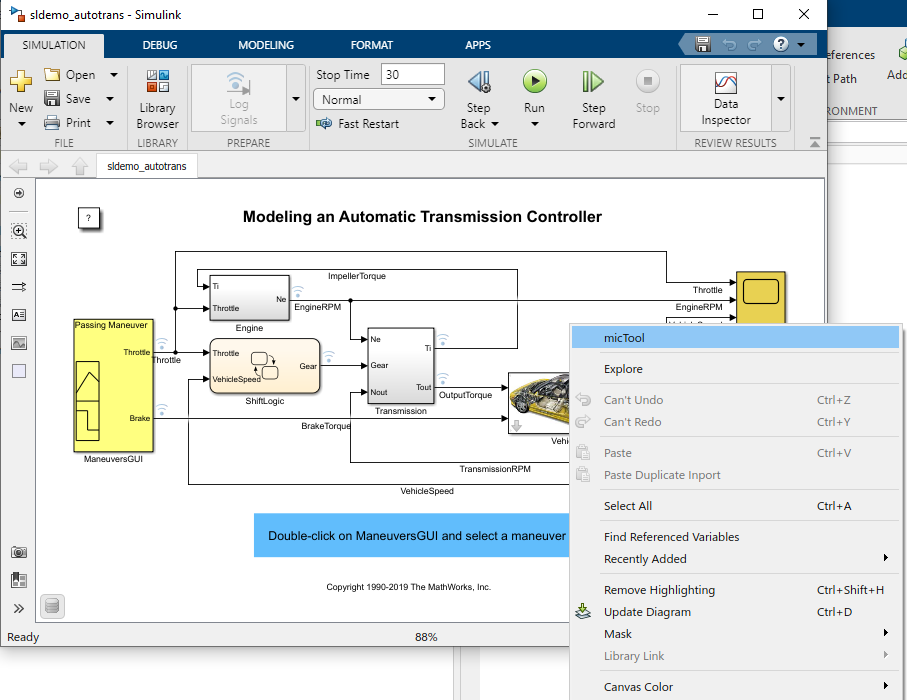 sldemo_autotrans - Simulink
SIMULATION DEBUG MODELING FORMAT APPS
?
New
Open
Save
Print
FILE
Library
Browser
LIBRARY
Log
Signals
PREPARE
Stop Time 30
Normal
Fast Restart
Step
Back
Run
Step
Forward
Stop
SIMULATE
Data
Inspector
REVIEW RESULTS
ferences
t Path
Add
RONMENT
sldemo_autotrans
?
Modeling an Automatic Transmission Controller
ImpellerTorque
Throttle
Ti
Ne
Throttle
EngineRPM
EngineRPM
Engine
Passing Maneuver
Throttle
Throttle
Brake
ManeuversGUI
Throttle
VehicleSpeed
Gear
ShiftLogic
Ne
Gear
Nout
Ti
Tout
Transmission
OutputTorque
BrakeTorque
Vehi
TransmissionRPM
VehicleSpeed
Double-click on ManeuversGUI and select a maneuver
Copyright 1990-2019 The MathWorks, Inc.
A≡
Ready 88%
micTool
Explore
Can't Undo Ctrl+Z
Can't Redo Ctrl+Y
Paste Ctrl+V
Paste Duplicate Inport
Select All Ctrl+A
Find Referenced Variables
Recently Added
Remove Highlighting Ctrl+Shift+H
Update Diagram Ctrl+D
Mask
Library Link
Canvas Color